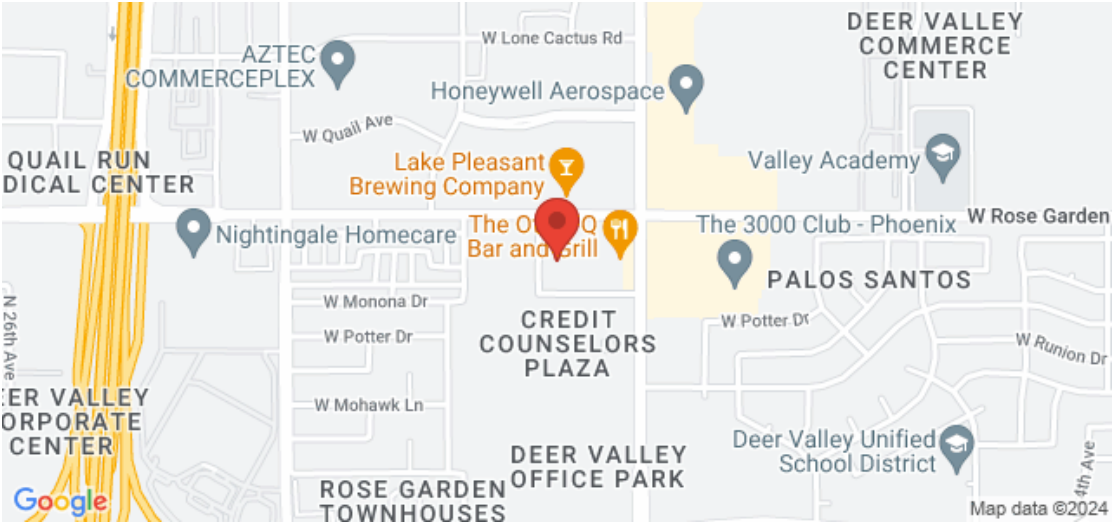 W Lone Cactus Rd
DEER VALLEY
COMMERCE
CENTER
AZTEC
COMMERCEPLEX
Honeywell Aerospace
W Quail Ave
QUAIL RUN
DICAL CENTER
Lake Pleasant
Brewing Company
Valley Academy
W Rose Garden
Nightingale Homecare
The O Q
Bar and Grill
The 3000 Club - Phoenix
PALOS SANTOS
N 26th Ave
W Monona Dr
W Potter Dr
CREDIT
COUNSELORS
PLAZA
W Potter Dr
W Runion Dr
ER VALLEY
ORPORATE
CENTER
W Mohawk Ln
DEER VALLEY
OFFICE PARK
Deer Valley Unified
School District
4th Ave
ROSE GARDEN
TOWNHOUSES
Google
Map data ©2024